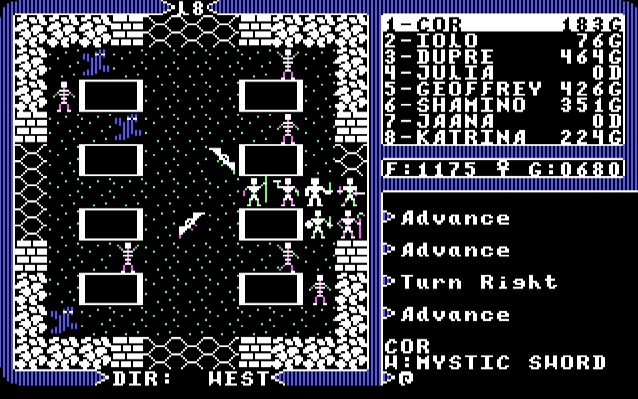 L8
1-COR 183G
2-IOLO 76G
3-DUPRE 464G
4-JULIA 0D
5-GEOFFREY 426G
6-SHAMINO 351G
7-JAANA 0D
8-KATRINA 224G
F:1175 ♀ G:0680
Advance
Advance
Turn Right
Advance
COR
W:MYSTIC SWORD
@
DIR: WEST